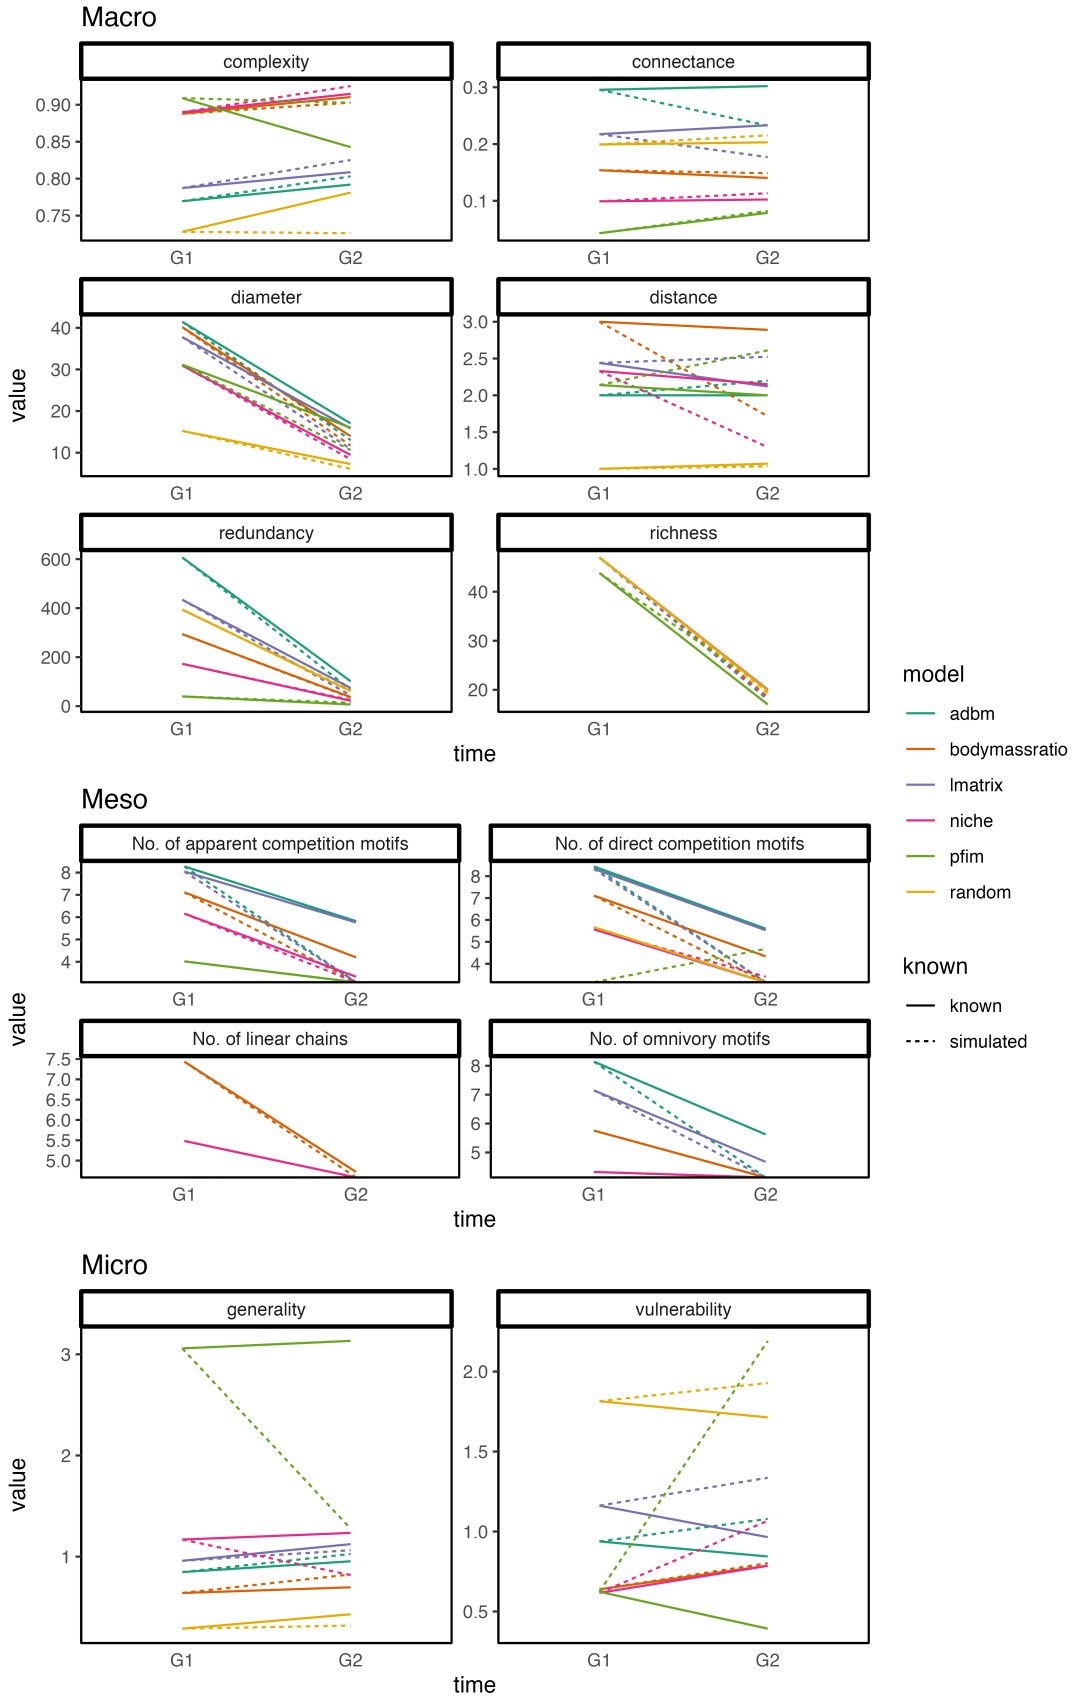 Macro
complexity
connectance
0.90
0.85
0.80
0.75
0.3
0.2
0.1
G1
G2
G1
G2
diameter
distance
40
30
20
10
3.0
2.5
2.0
1.5
1.0
G1
G2
G1
G2
value
redundancy
richness
600
400
200
0
40
30
20
G1
G2
G1
G2
time
Meso
No. of apparent competition motifs
No. of direct competition motifs
8
7
6
5
4
8
7
6
5
4
G1
G2
G1
G2
value
No. of linear chains
No. of omnivory motifs
7.5
7.0
6.5
6.0
5.5
5.0
8
7
6
5
G1
G2
G1
G2
time
Micro
generality
vulnerability
3
2
1
2.0
1.5
1.0
0.5
value
G1
G2
G1
G2
time
model
adbm
bodymassratio
lmatrix
niche
pfim
random
known
known
simulated